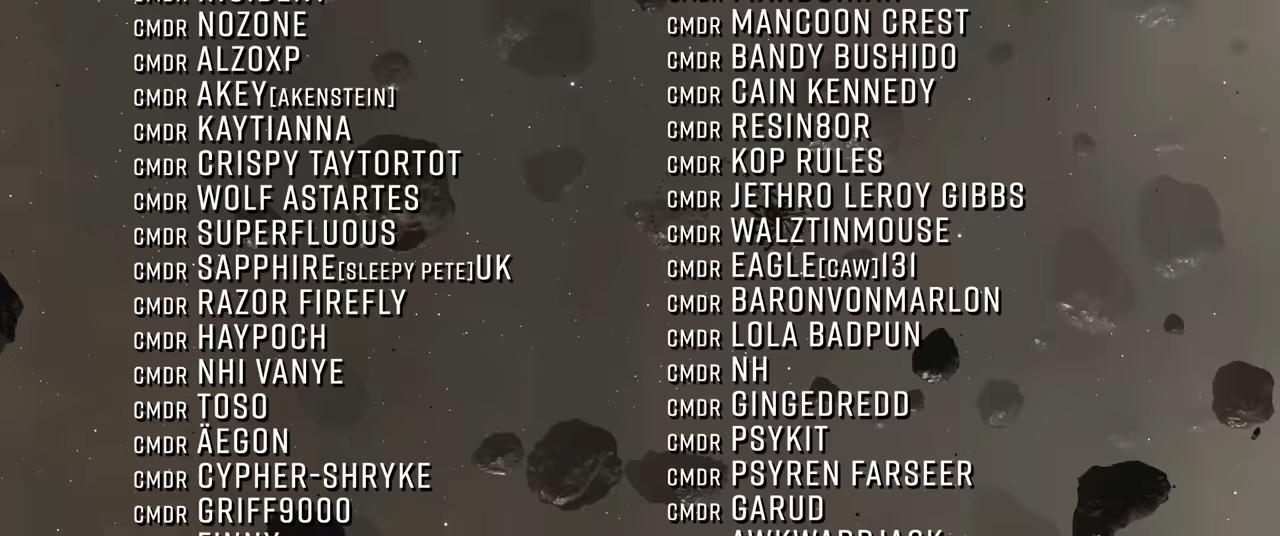 CMDR NOZONE
CMDR ALZOXP
CMDR AKEY[AKENSTEIN]
CMDR KAYTIANNA
CMDR CRISPY TAYTORTOT
CMDR WOLF ASTARTES
CMDR SUPERFLUOUS
CMDR SAPPHIRE[SLEEPY PETE]UK
CMDR RAZOR FIREFLY
CMDR HAYPOCH
CMDR NHI VANYE
CMDR TOSO
CMDR ÄEGON
CMDR CYPHER-SHRYKE
CMDR GRIFF9000
CMDR MANCOON CREST
CMDR BANDY BUSHIDO
CMDR CAIN KENNEDY
CMDR RESIN8OR
CMDR KOP RULES
CMDR JETHRO LEROY GIBBS
CMDR WALZTINMOUSE
CMDR EAGLE[CAW]131
CMDR BARONVONMARLON
CMDR LOLA BADPUN
CMDR NH
CMDR GINGEDREDD
CMDR PSYKIT
CMDR PSYREN FARSEER
CMDR GARUD